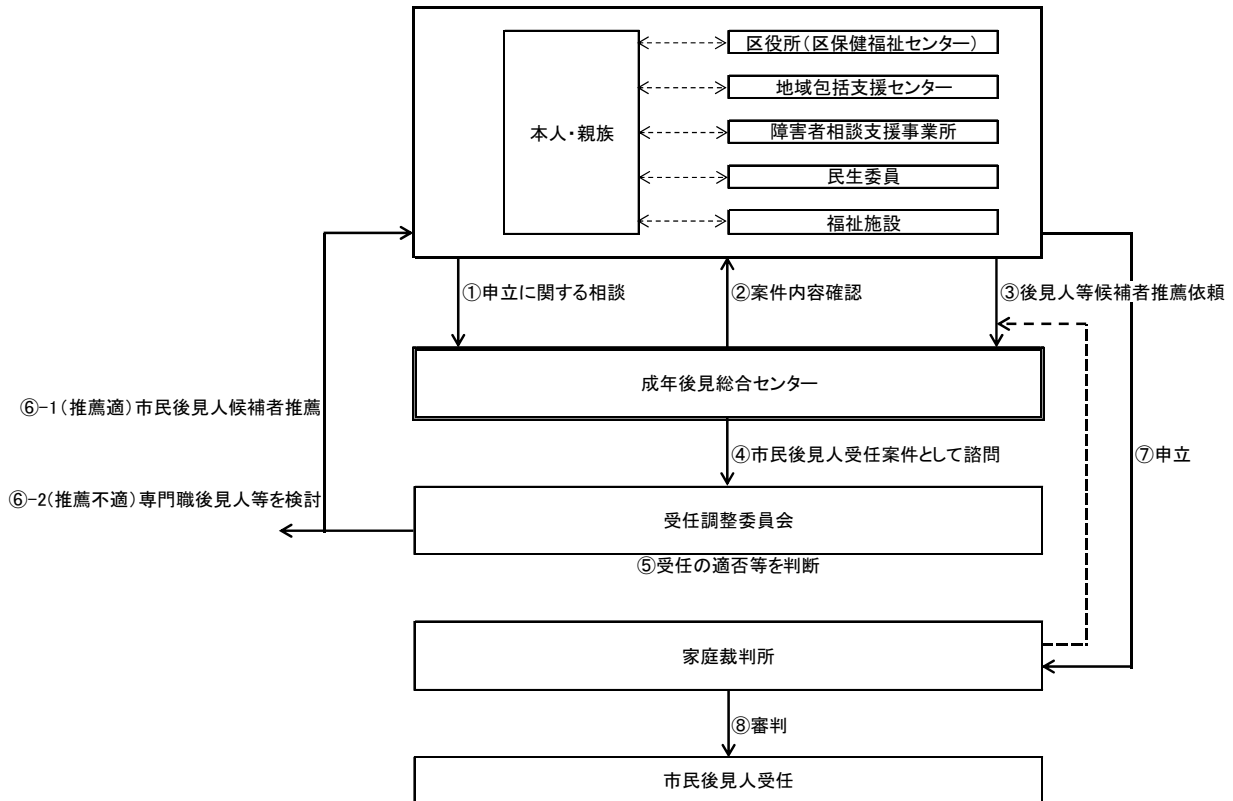 区役所(区保健福祉センター)
地域包括支援センター
本人・親族
障害者相談支援事業所
民生委員
福祉施設
①申立に関する相談
②案件内容確認
③後見人等候補者推薦依頼
成年後見総合センター
⑥-1(推薦適)市民後見人候補者推薦
④市民後見人受任案件として諮問
⑦申立
⑥-2(推薦不適)専門職後見人等を検討
受任調整委員会
⑤受任の適否等を判断
家庭裁判所
⑧審判
市民後見人受任